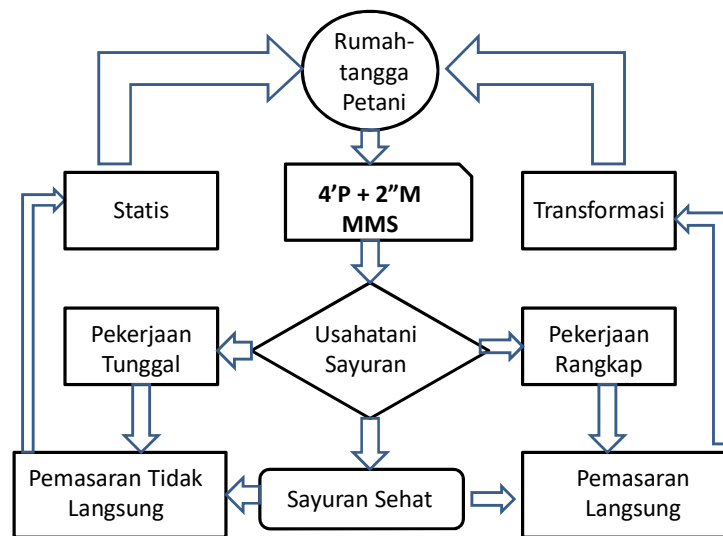 Rumah-
tangga
Petani
Statis
4’P + 2”M
MMS
Transformasi
Pekerjaan
Tunggal
Usahatani
Sayuran
Pekerjaan
Rangkap
Pemasaran Tidak
Langsung
Sayuran Sehat
Pemasaran
Langsung